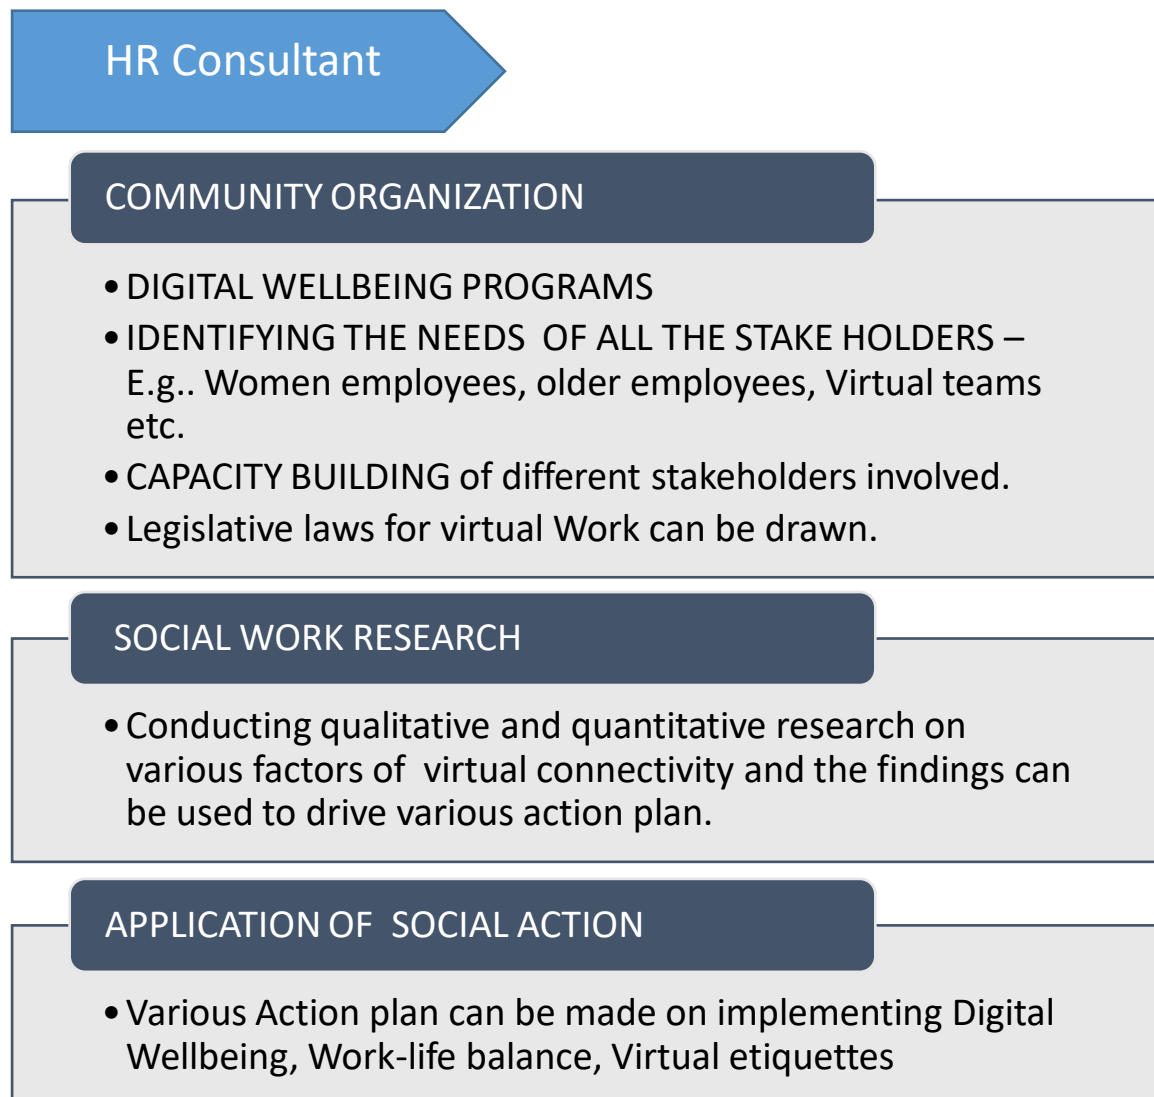 HR Consultant
COMMUNITY ORGANIZATION
• DIGITAL WELLBEING PROGRAMS
• IDENTIFYING THE NEEDS OF ALL THE STAKE HOLDERS –
E.g.. Women employees, older employees, Virtual teams
etc.
• CAPACITY BUILDING of different stakeholders involved.
• Legislative laws for virtual Work can be drawn.
SOCIAL WORK RESEARCH
• Conducting qualitative and quantitative research on
various factors of virtual connectivity and the findings can
be used to drive various action plan.
APPLICATION OF SOCIAL ACTION
• Various Action plan can be made on implementing Digital
Wellbeing, Work-life balance, Virtual etiquettes